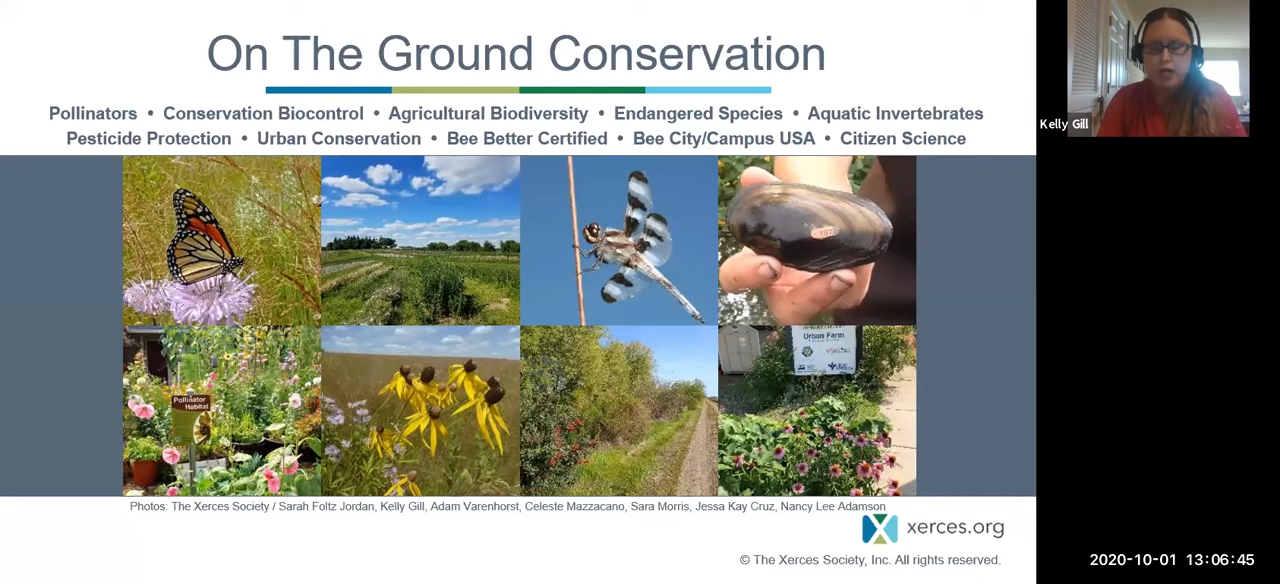 On The Ground Conservation
Pollinators • Conservation Biocontrol • Agricultural Biodiversity • Endangered Species • Aquatic Invertebrates
Pesticide Protection • Urban Conservation • Bee Better Certified • Bee City/Campus USA • Citizen Science
Kelly Gill
Pollinator
Habitat
Urban Farm
Photos: The Xerces Society / Sarah Foltz Jordan, Kelly Gill, Adam Varenhorst, Celeste Mazzacano, Sara Morris, Jessa Kay Cruz, Nancy Lee Adamson
xerces.org
© The Xerces Society, Inc. All rights reserved.
2020-10-01 13:06:45